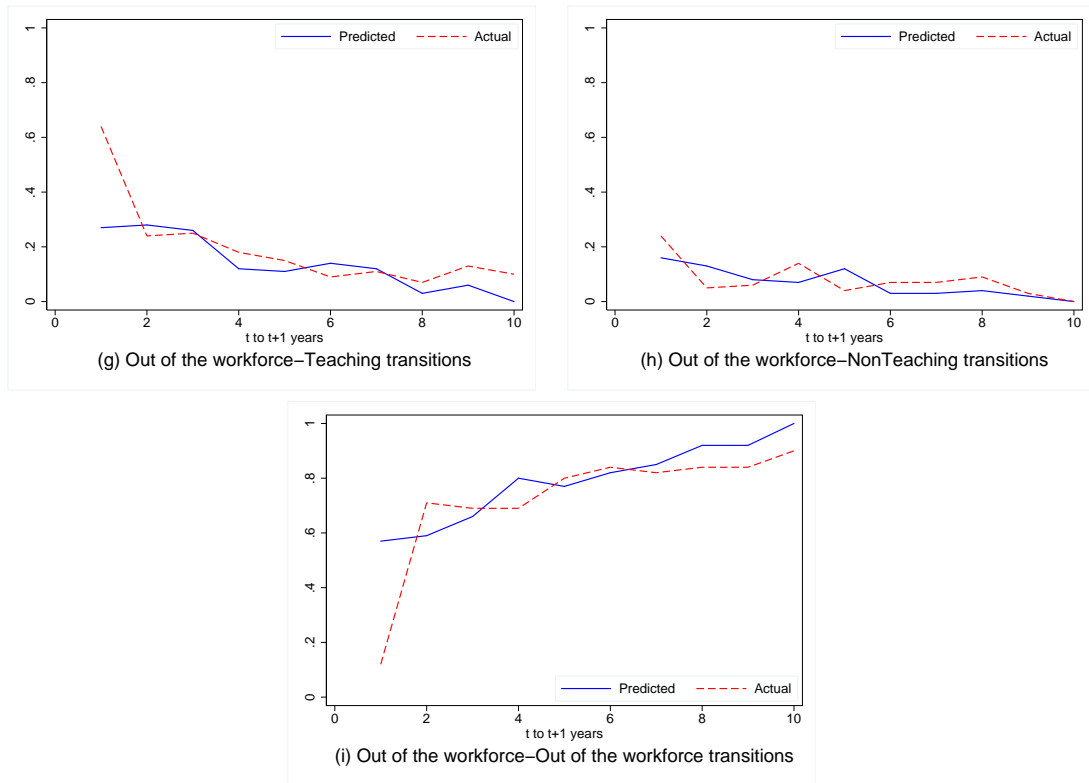 1
.8
.6
.4
.2
0
Predicted
Actual
0 2 4 6 8 10
t to t+1 years
(g) Out of the workforce−Teaching transitions
1
.8
.6
.4
.2
0
Predicted
Actual
0 2 4 6 8 10
t to t+1 years
(h) Out of the workforce−NonTeaching transitions
1
.8
.6
.4
.2
0
Predicted
Actual
0 2 4 6 8 10
t to t+1 years
(i) Out of the workforce−Out of the workforce transitions